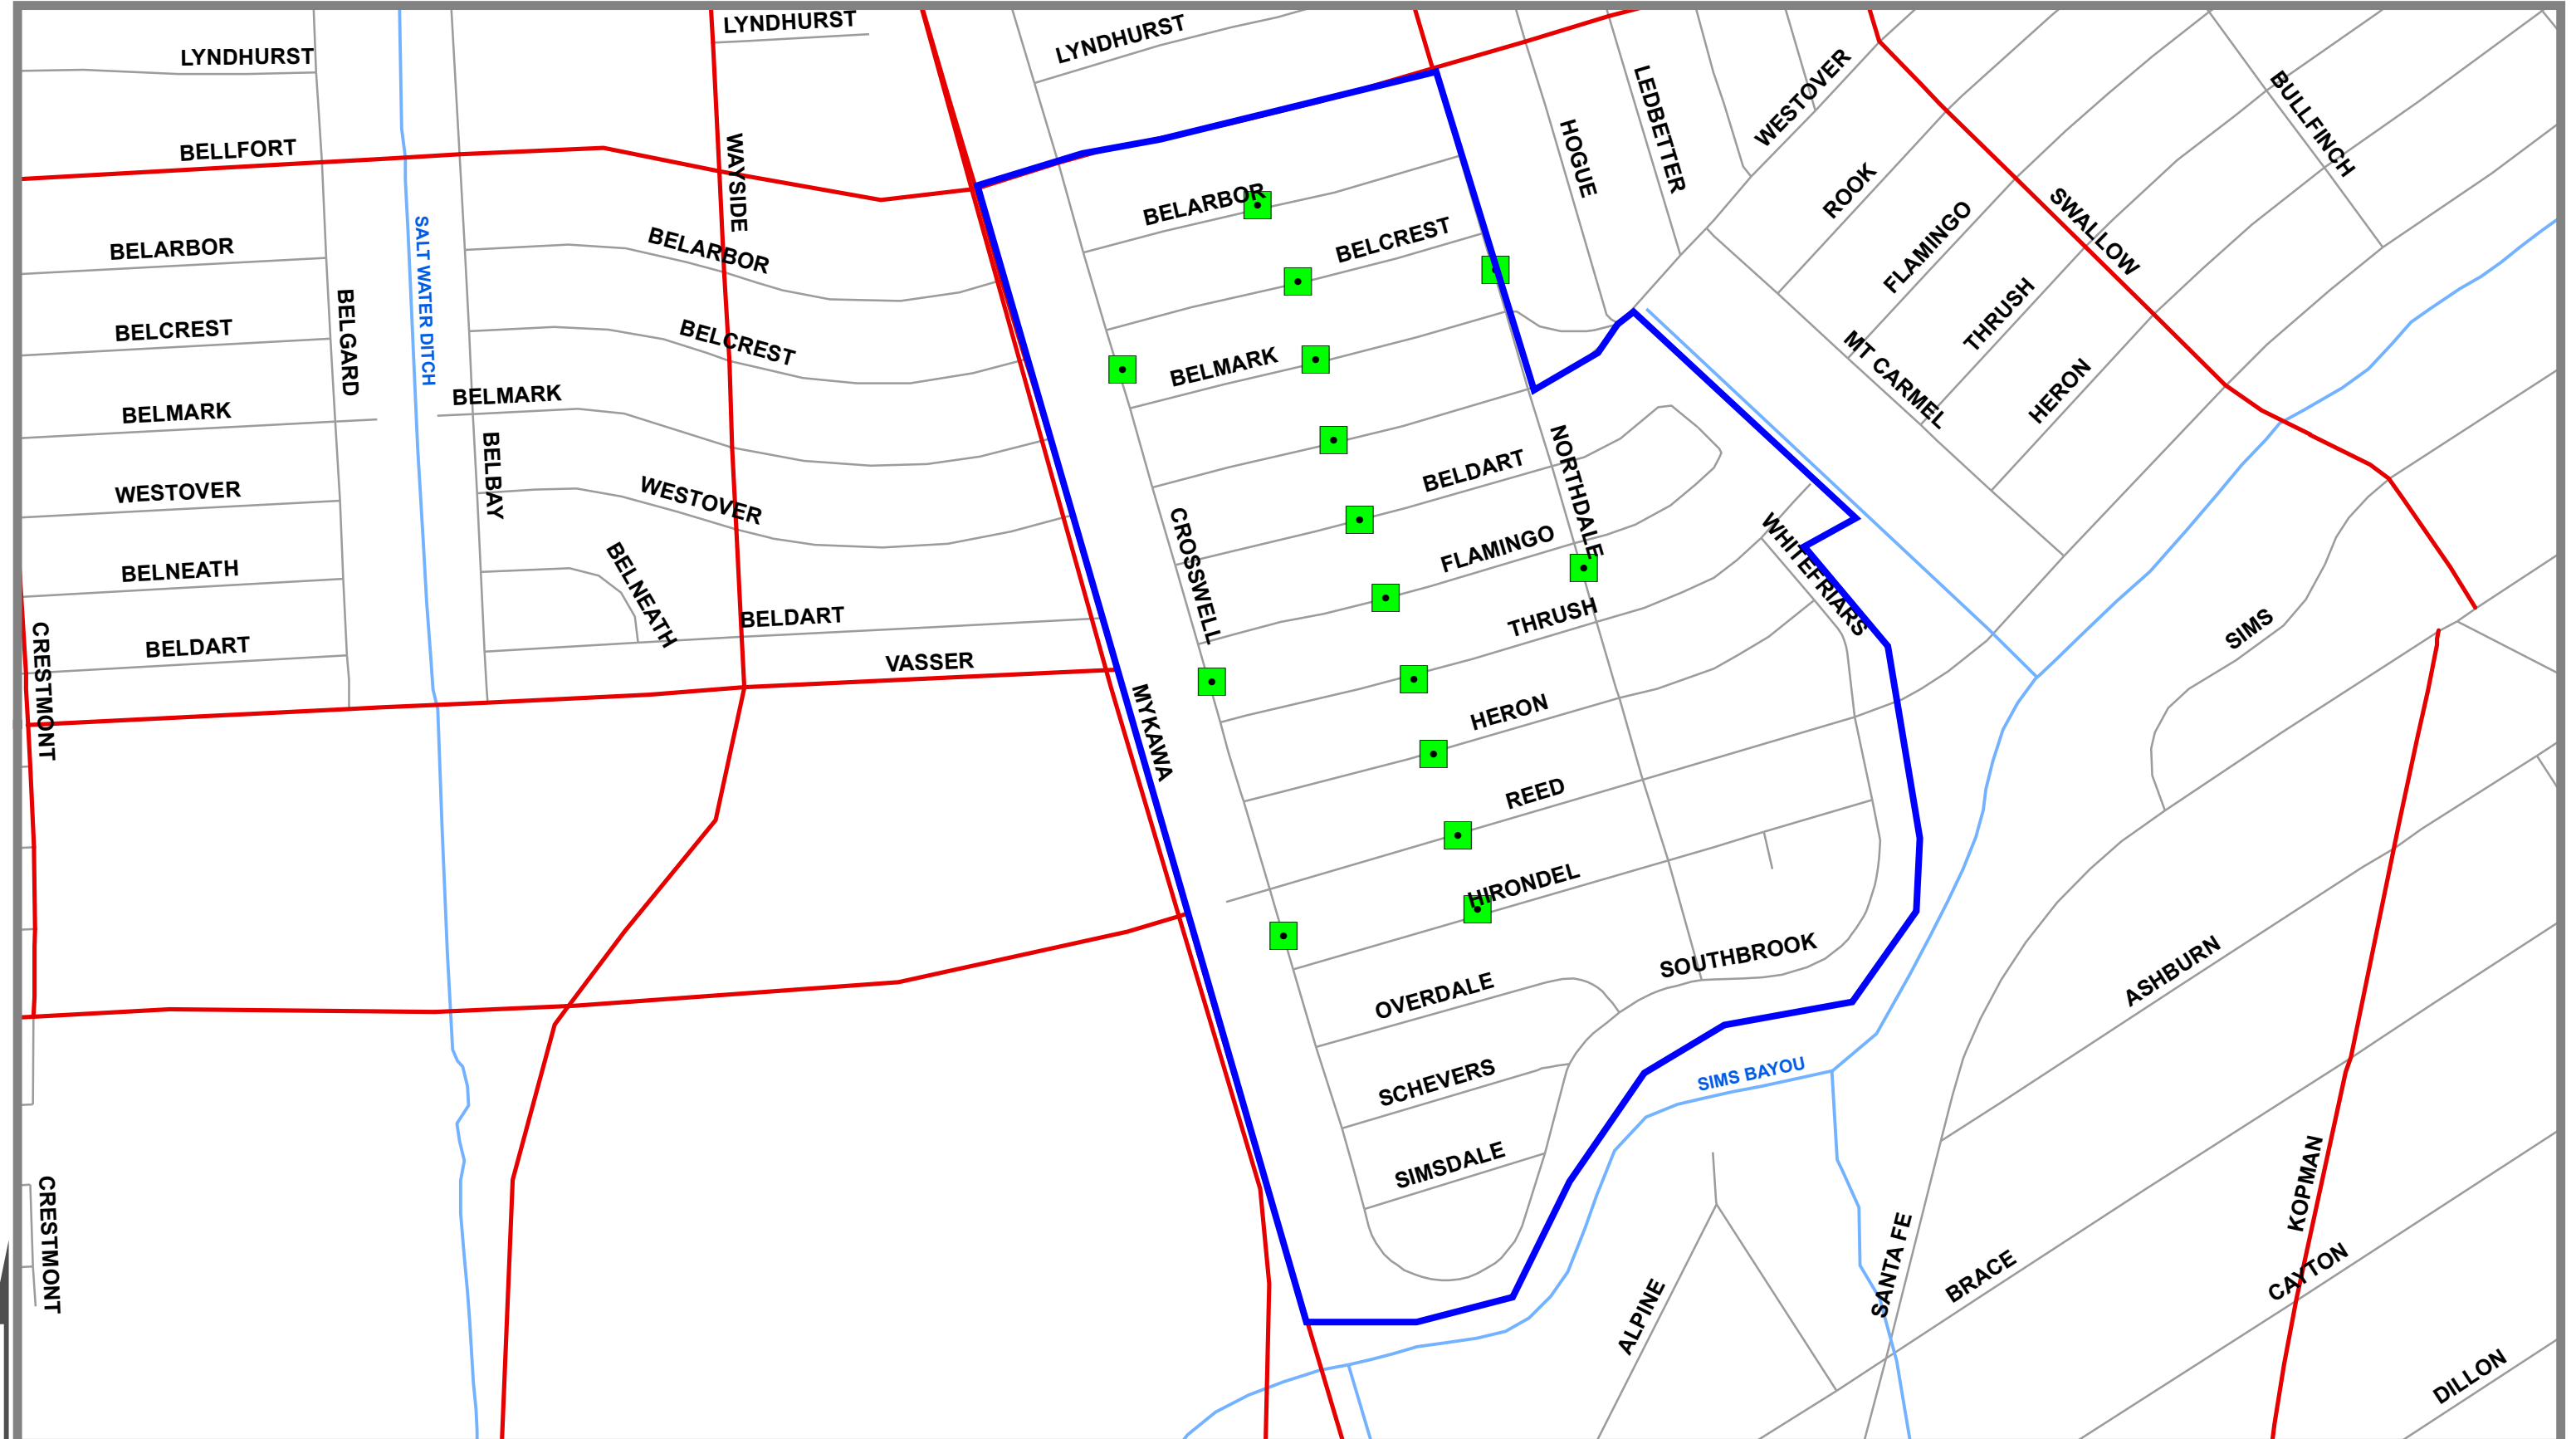 LYNDHURST
LYNDHURST
LYNDHURST
BELLFORT
WAYSIDE
HOGUE
LEDBETTER
WESTOVER
ROOK
BULLFINCH
SWALLOW
FLAMINGO
THRUSH
HERON
MT CARMEL
BELARBOR
BELARBOR
BELARBOR
BELCREST
SALT WATER DITCH
BELGARD
BELCREST
BELCREST
BELMARK
BELMARK
BELMARK
BELBAY
WESTOVER
WESTOVER
BELDART
NORTHDALE
CROSSWELL
FLAMINGO
WHITEFRIARS
BELNEATH
BELNEATH
BELDART
THRUSH
SIMS
CRESTMONT
BELDART
VASSER
MYKAWA
HERON
REED
HIRONDEL
SOUTHBROOK
OVERDALE
ASHBURN
SCHEVERS
SIMS BAYOU
SIMSDALE
CRESTMONT
KOPMAN
SANTA FE
BRACE
CAYTON
ALPINE
DILLON